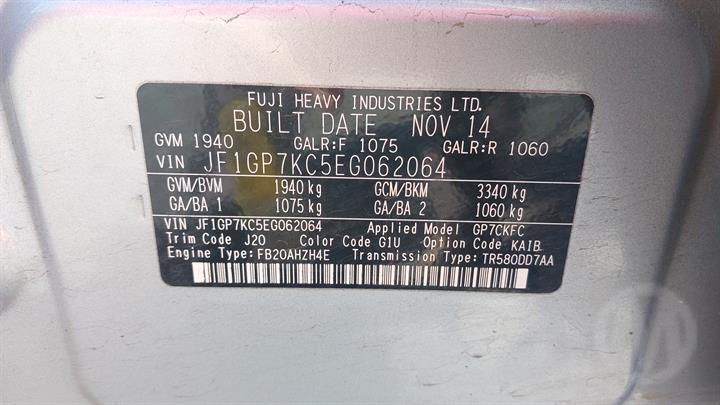 FUJI HEAVY INDUSTRIES LTD.
BUILT DATE NOV 14
GVM 1940 GALR:F 1075 GALR:R 1060
VIN JF1GP7KC5EG062064
GVM/BVM 1940 kg GCM/BKM 3340 kg
GA/BA 1 1075 kg GA/BA 2 1060 kg
VIN JF1GP7KC5EG062064 Applied Model GP7CKFC
Trim Code J20 Color Code G1U Option Code KAIB
Engine Type:FB20AHZH4E Transmission Type:TR580DD7AA